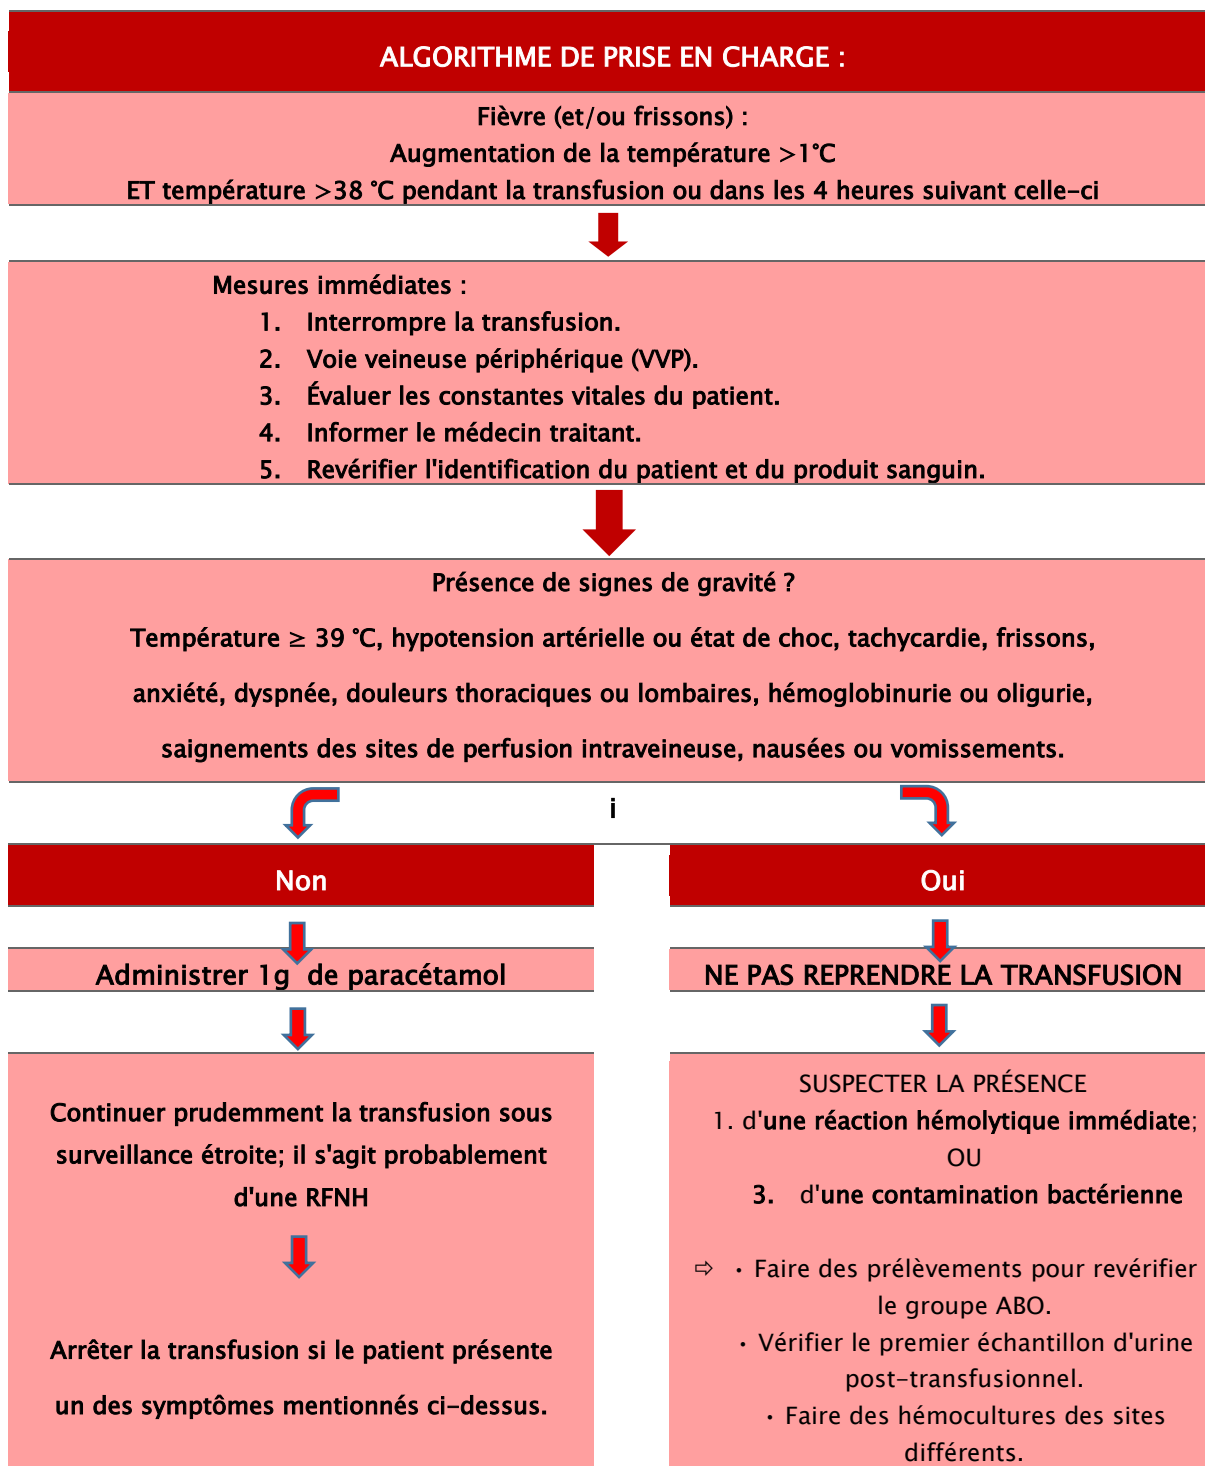 ALGORITHME DE PRISE EN CHARGE :
Fièvre (et/ou frissons) :
Augmentation de la température >1°C
ET température >38 °C pendant la transfusion ou dans les 4 heures suivant celle-ci
Mesures immédiates :
1. Interrompre la transfusion.
2. Voie veineuse périphérique (VVP).
3. Évaluer les constantes vitales du patient.
4. Informer le médecin traitant.
5. Revérifier l'identification du patient et du produit sanguin.
Présence de signes de gravité ?
Température ≥ 39 °C, hypotension artérielle ou état de choc, tachycardie, frissons,
anxiété, dyspnée, douleurs thoraciques ou lombaires, hémoglobinurie ou oligurie,
saignements des sites de perfusion intraveineuse, nausées ou vomissements.
i
Non
Administrer 1g de paracétamol
Continuer prudemment la transfusion sous
surveillance étroite; il s'agit probablement
d'une RFNH
Arrêter la transfusion si le patient présente
un des symptômes mentionnés ci-dessus.
Oui
NE PAS REPRENDRE LA TRANSFUSION
SUSPECTER LA PRÉSENCE
1. d'une réaction hémolytique immédiate;
OU
3. d'une contamination bactérienne
⇨ • Faire des prélèvements pour revérifier
le groupe ABO.
• Vérifier le premier échantillon d'urine
post-transfusionnel.
• Faire des hémocultures des sites
différents.